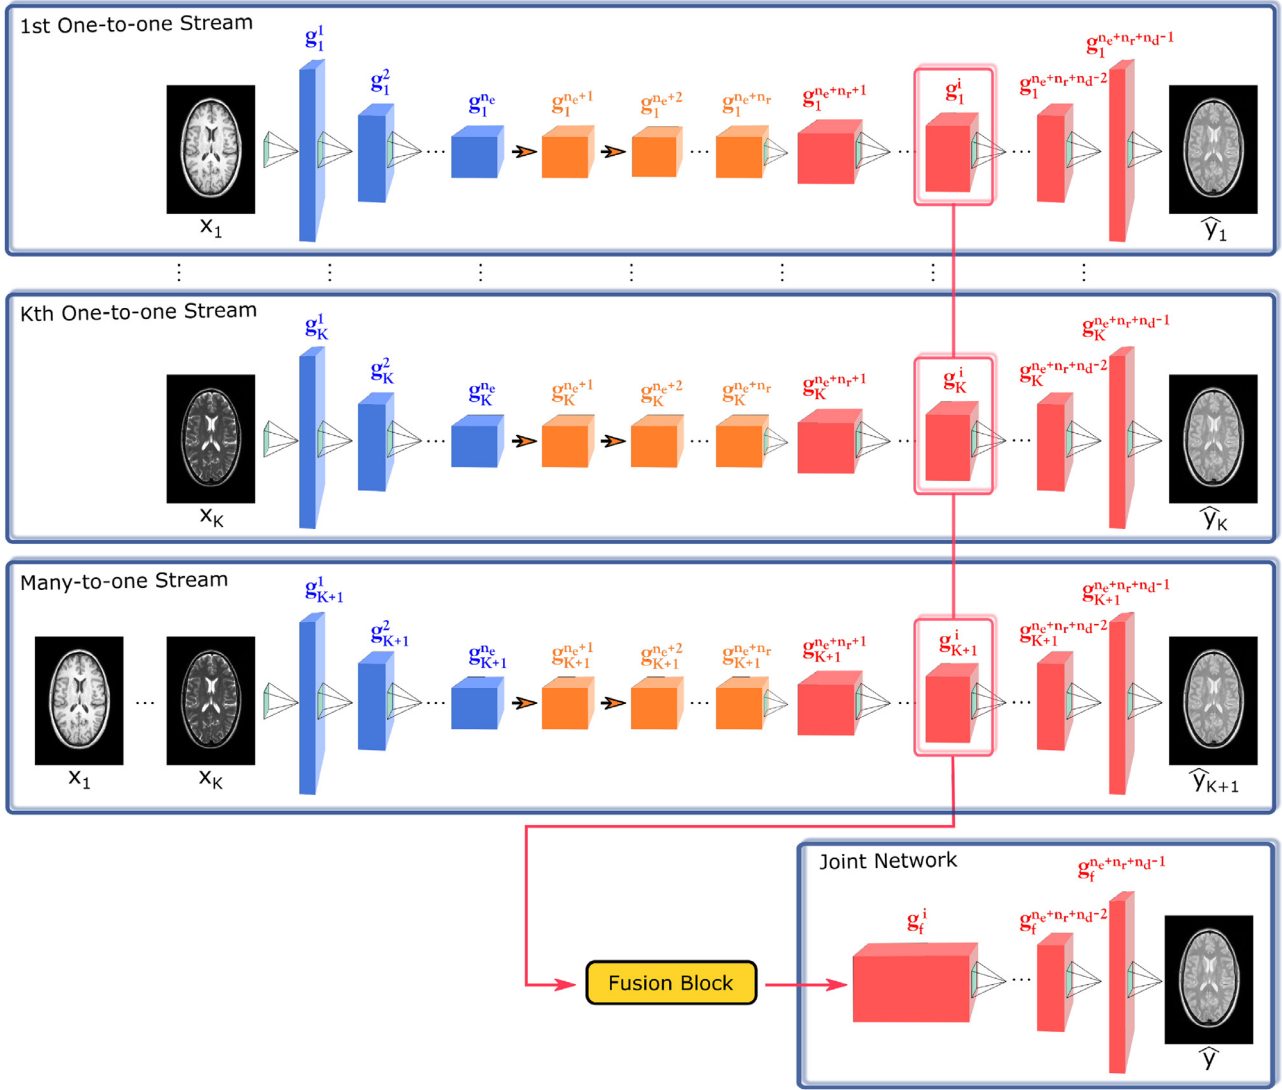 1st One-to-one Stream
g_1^1
g_1^2
g_1^{n_e}
g_1^{n_e+1}
g_1^{n_e+2}
g_1^{n_e+n_r}
g_1^{n_e+n_r+1}
g_1^i
g_1^{n_e+n_r+n_d-2}
g_1^{n_e+n_r+n_d-1}
...
...
...
...
x_1
ŷ_1
Kth One-to-one Stream
g_K^1
g_K^2
g_K^{n_e}
g_K^{n_e+1}
g_K^{n_e+2}
g_K^{n_e+n_r}
g_K^{n_e+n_r+1}
g_K^i
g_K^{n_e+n_r+n_d-2}
g_K^{n_e+n_r+n_d-1}
...
...
...
...
x_K
ŷ_K
Many-to-one Stream
g_{K+1}^1
g_{K+1}^2
g_{K+1}^{n_e}
g_{K+1}^{n_e+1}
g_{K+1}^{n_e+2}
g_{K+1}^{n_e+n_r}
g_{K+1}^{n_e+n_r+1}
g_{K+1}^i
g_{K+1}^{n_e+n_r+n_d-2}
g_{K+1}^{n_e+n_r+n_d-1}
...
...
...
...
...
x_1
x_K
ŷ_{K+1}
Joint Network
g_f^i
g_f^{n_e+n_r+n_d-2}
g_f^{n_e+n_r+n_d-1}
Fusion Block
...
ŷ